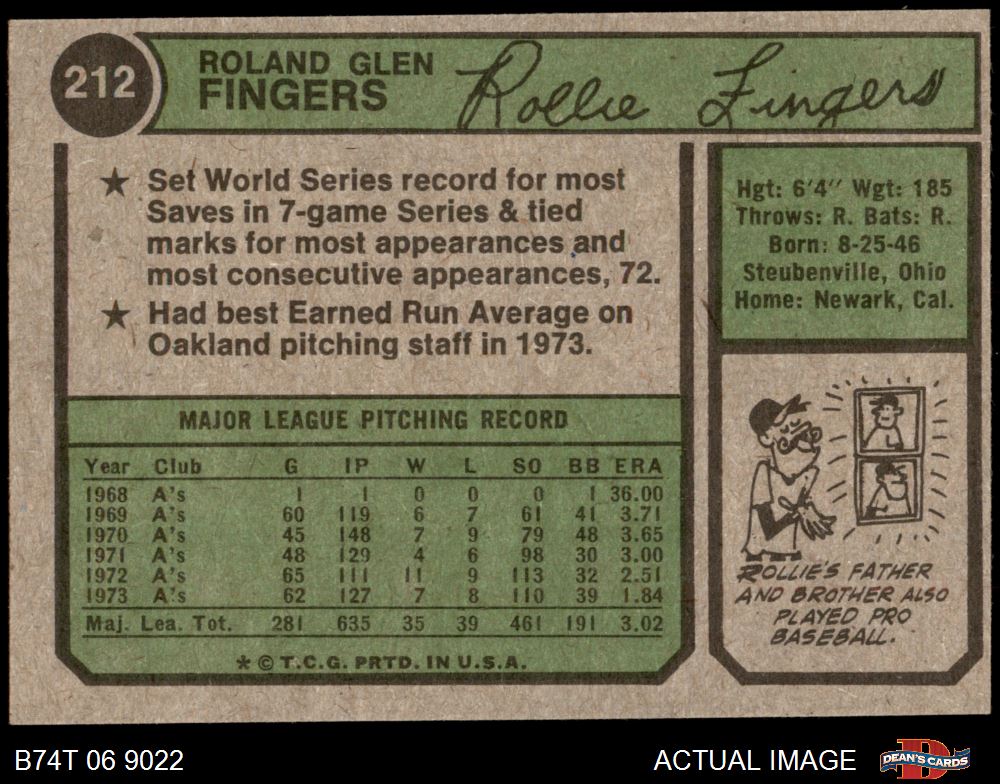 212
ROLAND GLEN
FINGERS
Rollie Fingers
★ Set World Series record for most
Saves in 7-game Series & tied
marks for most appearances and
most consecutive appearances, 72.
★ Had best Earned Run Average on
Oakland pitching staff in 1973.
Hgt: 6'4" Wgt: 185
Throws: R. Bats: R.
Born: 8-25-46
Steubenville, Ohio
Home: Newark, Cal.
MAJOR LEAGUE PITCHING RECORD
Year Club G IP W L SO BB ERA
1968 A's 1 1 0 0 0 1 36.00
1969 A's 60 119 6 7 61 41 3.71
1970 A's 45 148 7 9 79 48 3.65
1971 A's 48 129 4 6 98 30 3.00
1972 A's 65 111 11 9 113 32 2.51
1973 A's 62 127 7 8 110 39 1.84
Maj. Lea. Tot. 281 635 35 39 461 191 3.02
* © T.C.G. PRTD. IN U.S.A.
ROLLIE'S FATHER
AND BROTHER ALSO
PLAYED PRO
BASEBALL.
B74T 06 9022
ACTUAL IMAGE
DEAN'S CARDS